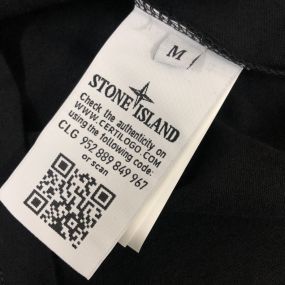 M
STONE ISLAND
Check the authenticity on
WWW.CERTILOGO.COM
using the following code:
CLG 952 889 849 967
or scan